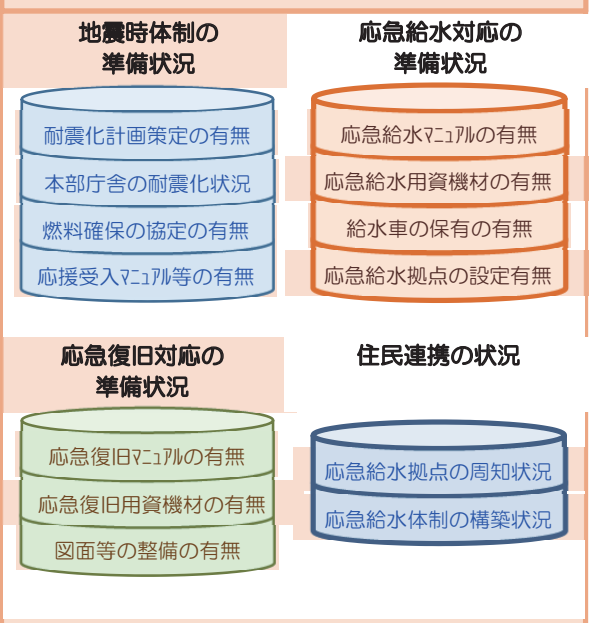 地震時体制の
準備状況
耐震化計画策定の有無
本部庁舎の耐震化状況
燃料確保の協定の有無
応援受入ﾏﾆｭｱﾙ等の有無
応急給水対応の
準備状況
応急給水ﾏﾆｭｱﾙの有無
応急給水用資機材の有無
給水車の保有の有無
応急給水拠点の設定有無
応急復旧対応の
準備状況
応急復旧ﾏﾆｭｱﾙの有無
応急復旧用資機材の有無
図面等の整備の有無
住民連携の状況
応急給水拠点の周知状況
応急給水体制の構築状況